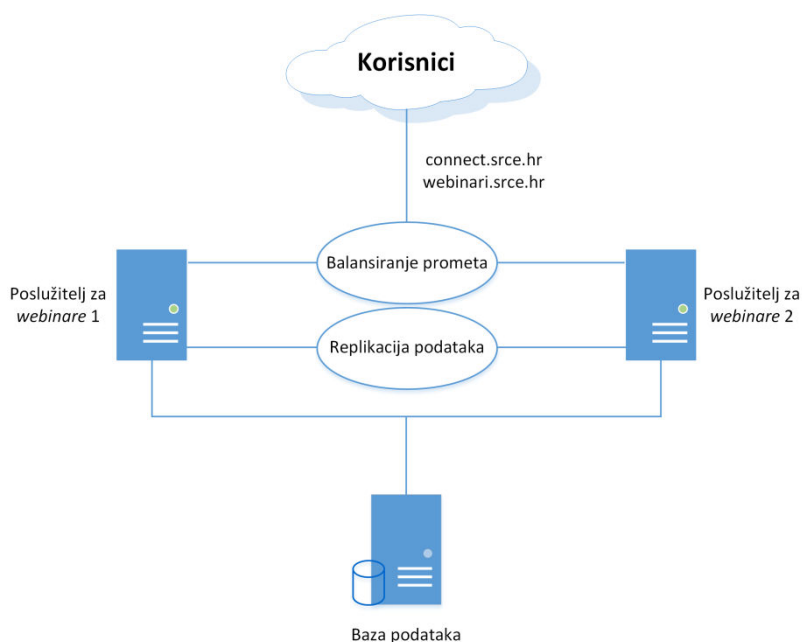 Korisnici
connect.srce.hr
webinari.srce.hr
Balansiranje prometa
Poslužitelj za
webinare 1
Poslužitelj za
webinare 2
Replikacija podataka
Baza podataka